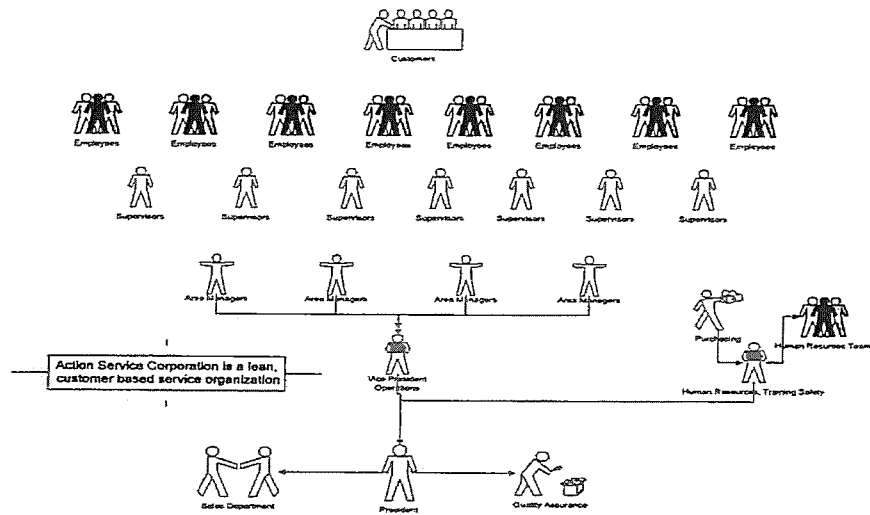 Customers
Employees Employees Employees Employees Employees Employees Employees Employees
Supervisors Supervisors Supervisors Supervisors Supervisors Supervisors Supervisors
Area Managers Area Managers Area Managers Area Managers
Purchasing
Human Resources Team
Action Service Corporation is a lean,
customer based service organization
Vice President
Operations
Human Resources, Training Safety
Sales Department
President
Quality Assurance